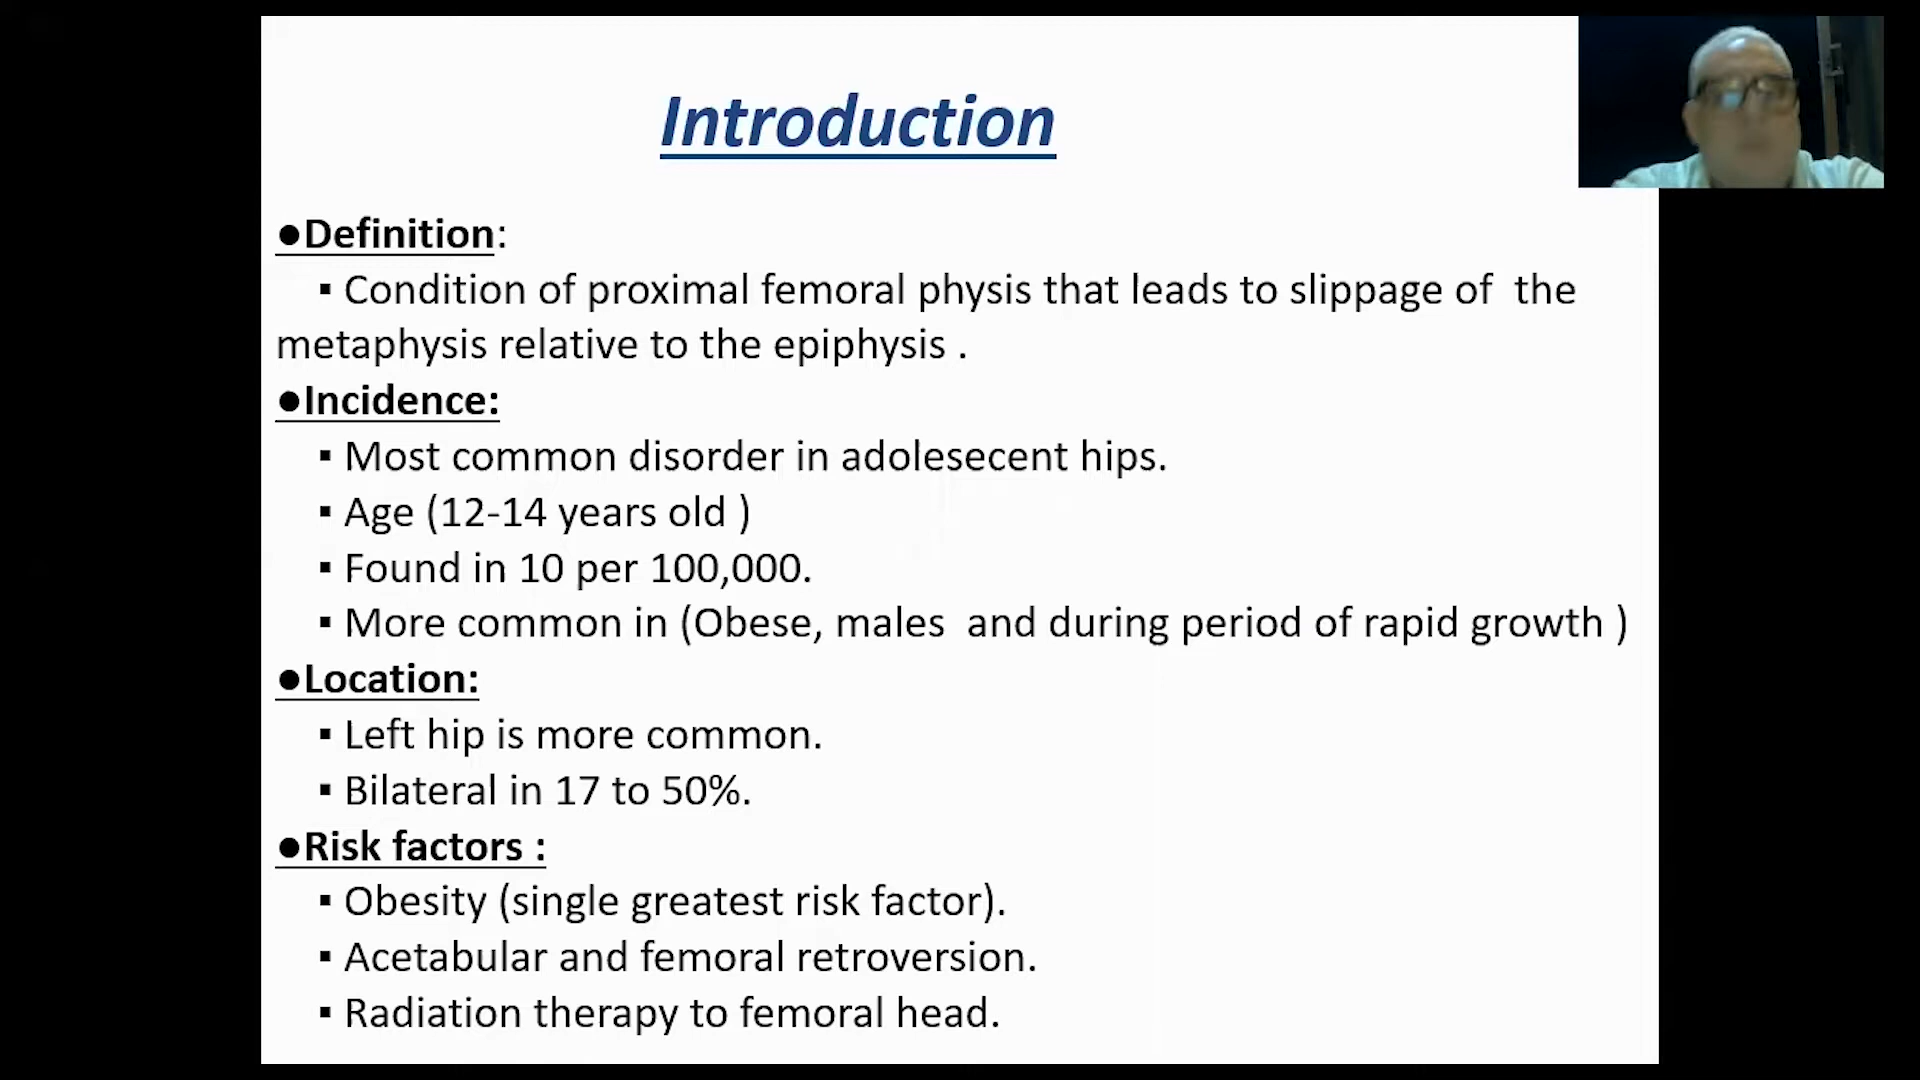 Introduction
●Definition:
▪ Condition of proximal femoral physis that leads to slippage of  the
metaphysis relative to the epiphysis .
●Incidence:
▪ Most common disorder in adolesecent hips.
▪ Age (12-14 years old )
▪ Found in 10 per 100,000.
▪ More common in (Obese, males  and during period of rapid growth )
●Location:
▪ Left hip is more common.
▪ Bilateral in 17 to 50%.
●Risk factors :
▪ Obesity (single greatest risk factor).
▪ Acetabular and femoral retroversion.
▪ Radiation therapy to femoral head.